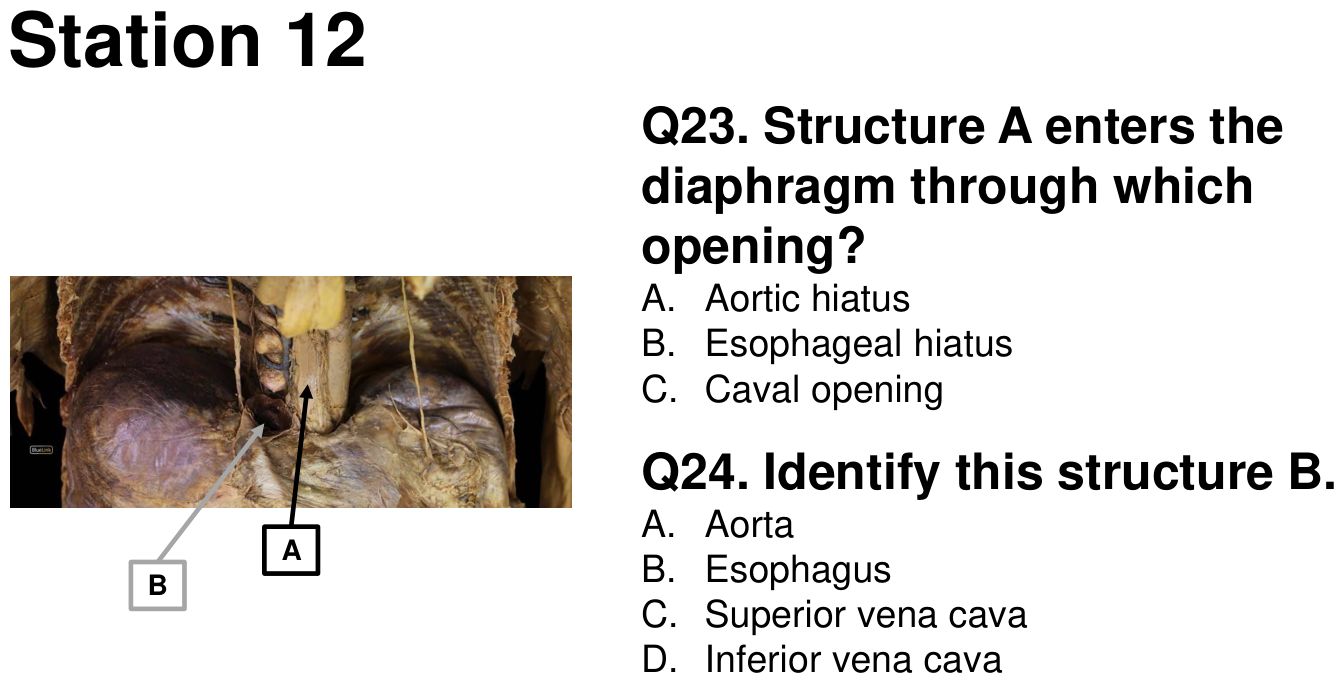 Station 12
Q23. Structure A enters the
diaphragm through which
opening?
A. Aortic hiatus
B. Esophageal hiatus
C. Caval opening
Q24. Identify this structure B.
A. Aorta
B. Esophagus
C. Superior vena cava
D. Inferior vena cava
BlueLink
A
B